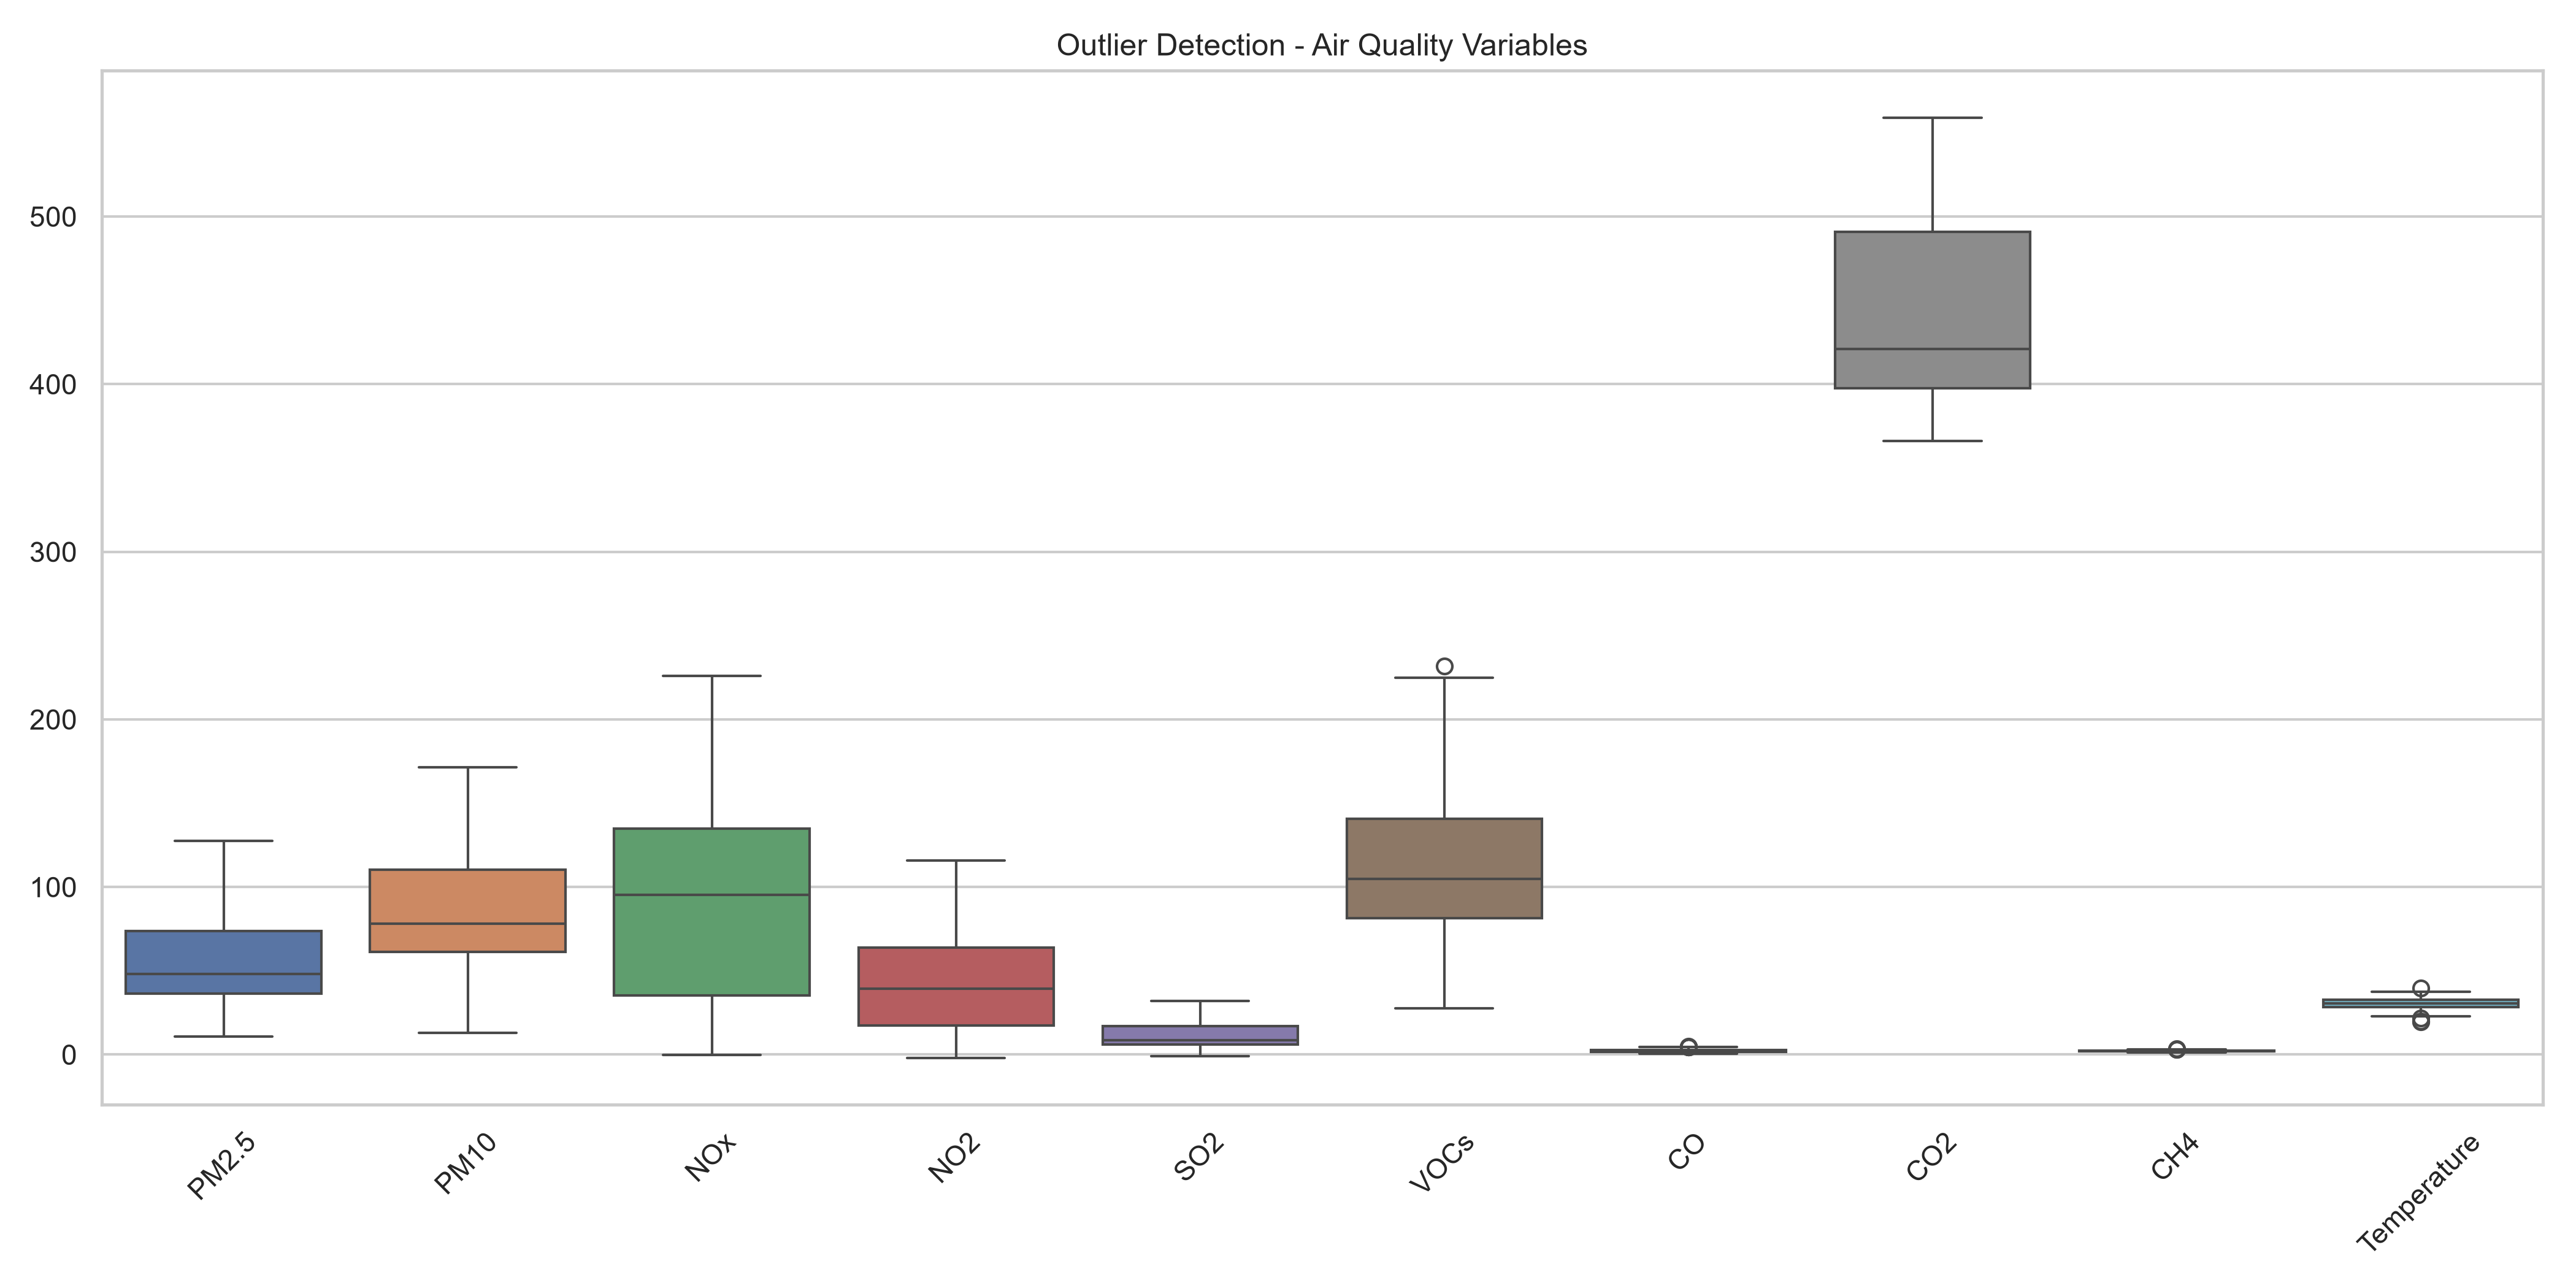 Outlier Detection - Air Quality Variables
500
400
300
200
100
0
PM2.5
PM10
NOx
NO2
SO2
VOCs
CO
CO2
CH4
Temperature